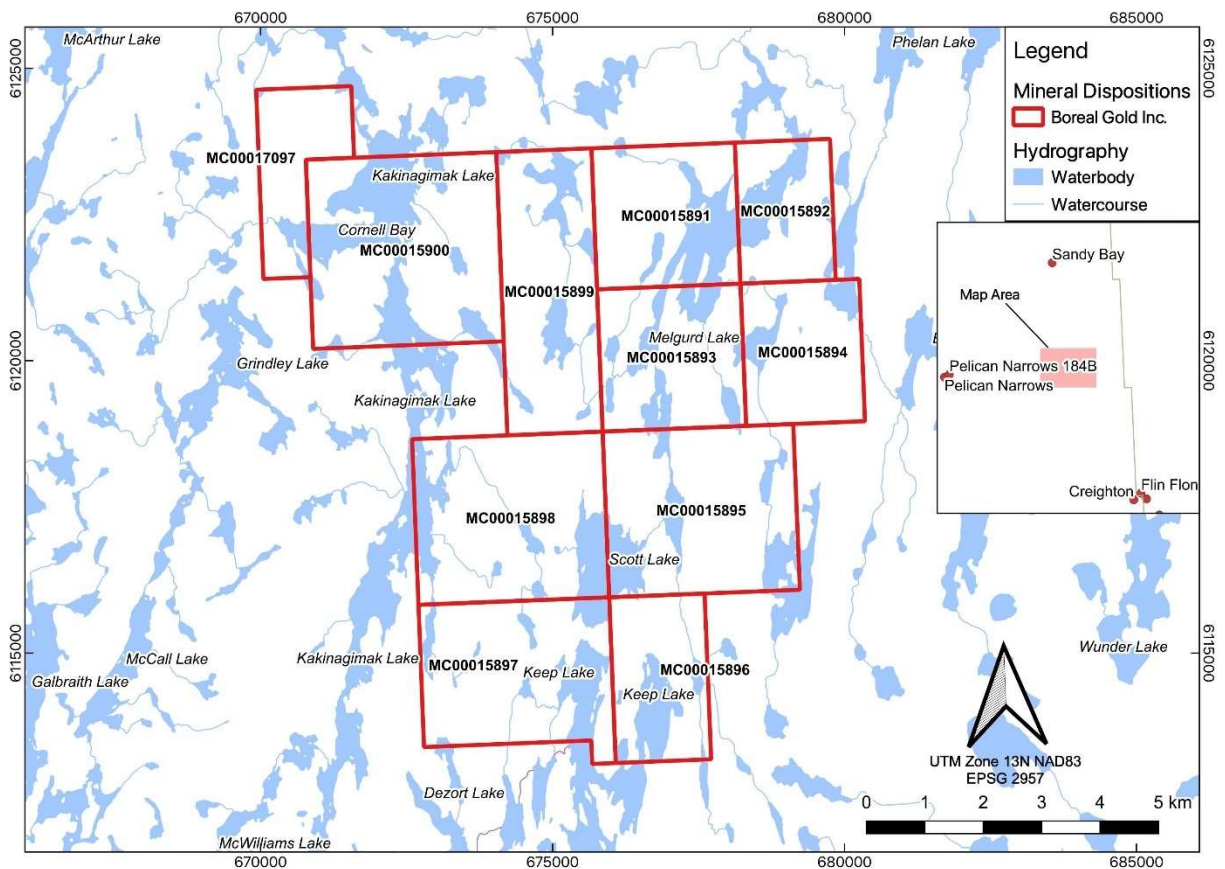 670000
675000
680000
685000
6125000
6125000
McArthur Lake
Phelan Lake
Legend
Mineral Dispositions
Boreal Gold Inc.
Hydrography
Waterbody
Watercourse
MC00017097
Kakinagimak Lake
MC00015891
MC00015892
Cornell Bay
MC00015900
MC00015899
Sandy Bay
Map Area
Melgurd Lake
MC00015893
MC00015894
6120000
6120000
Grindley Lake
Kakinagimak Lake
Pelican Narrows 184B
Pelican Narrows
MC00015898
MC00015895
Creighton
Flin Flon
Scott Lake
6115000
6115000
McCall Lake
Kakinagimak Lake
MC00015897
Keep Lake
MC00015896
Keep Lake
Galbraith Lake
Wunder Lake
UTM Zone 13N NAD83
EPSG 2957
Dezort Lake
0 1 2 3 4 5 km
McWilliams Lake
670000
675000
680000
685000